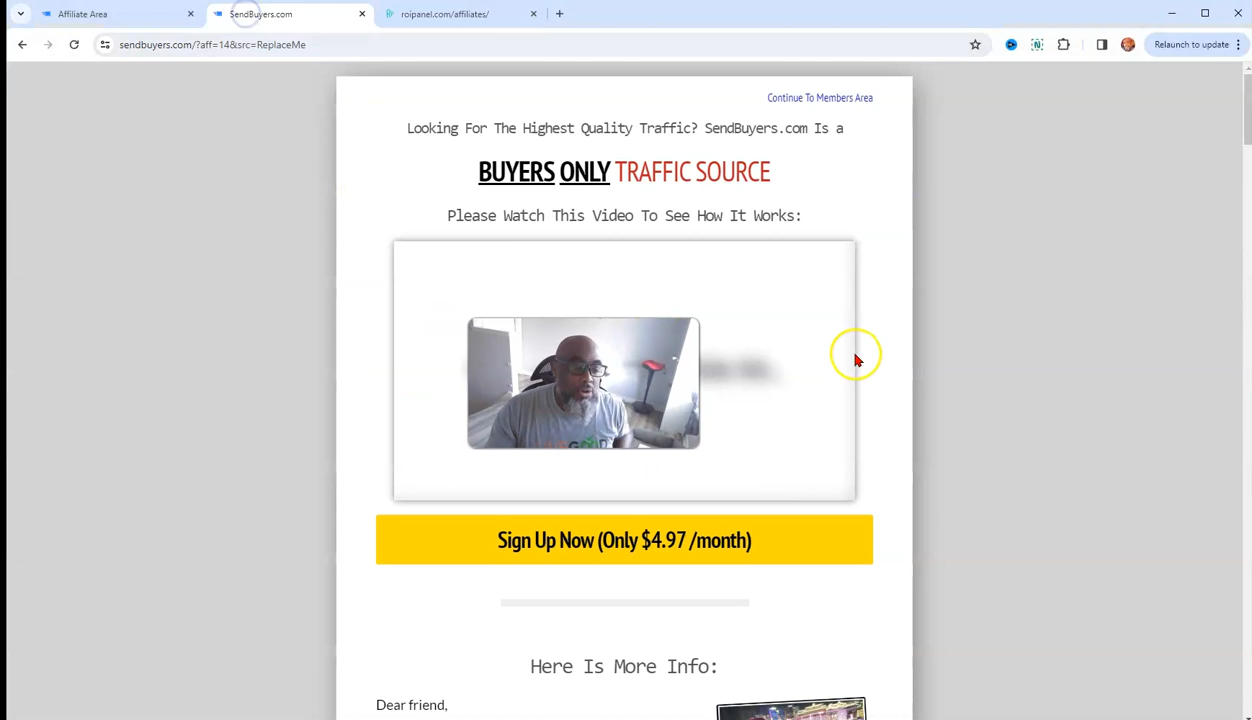 Affiliate Area
SendBuyers.com
roipanel.com/affiliates/
sendbuyers.com/?aff=14&src=ReplaceMe
Relaunch to update
Continue To Members Area
Looking For The Highest Quality Traffic? SendBuyers.com Is a
BUYERS ONLY TRAFFIC SOURCE
Please Watch This Video To See How It Works:
Sign Up Now (Only $4.97 /month)
Here Is More Info:
Dear friend,